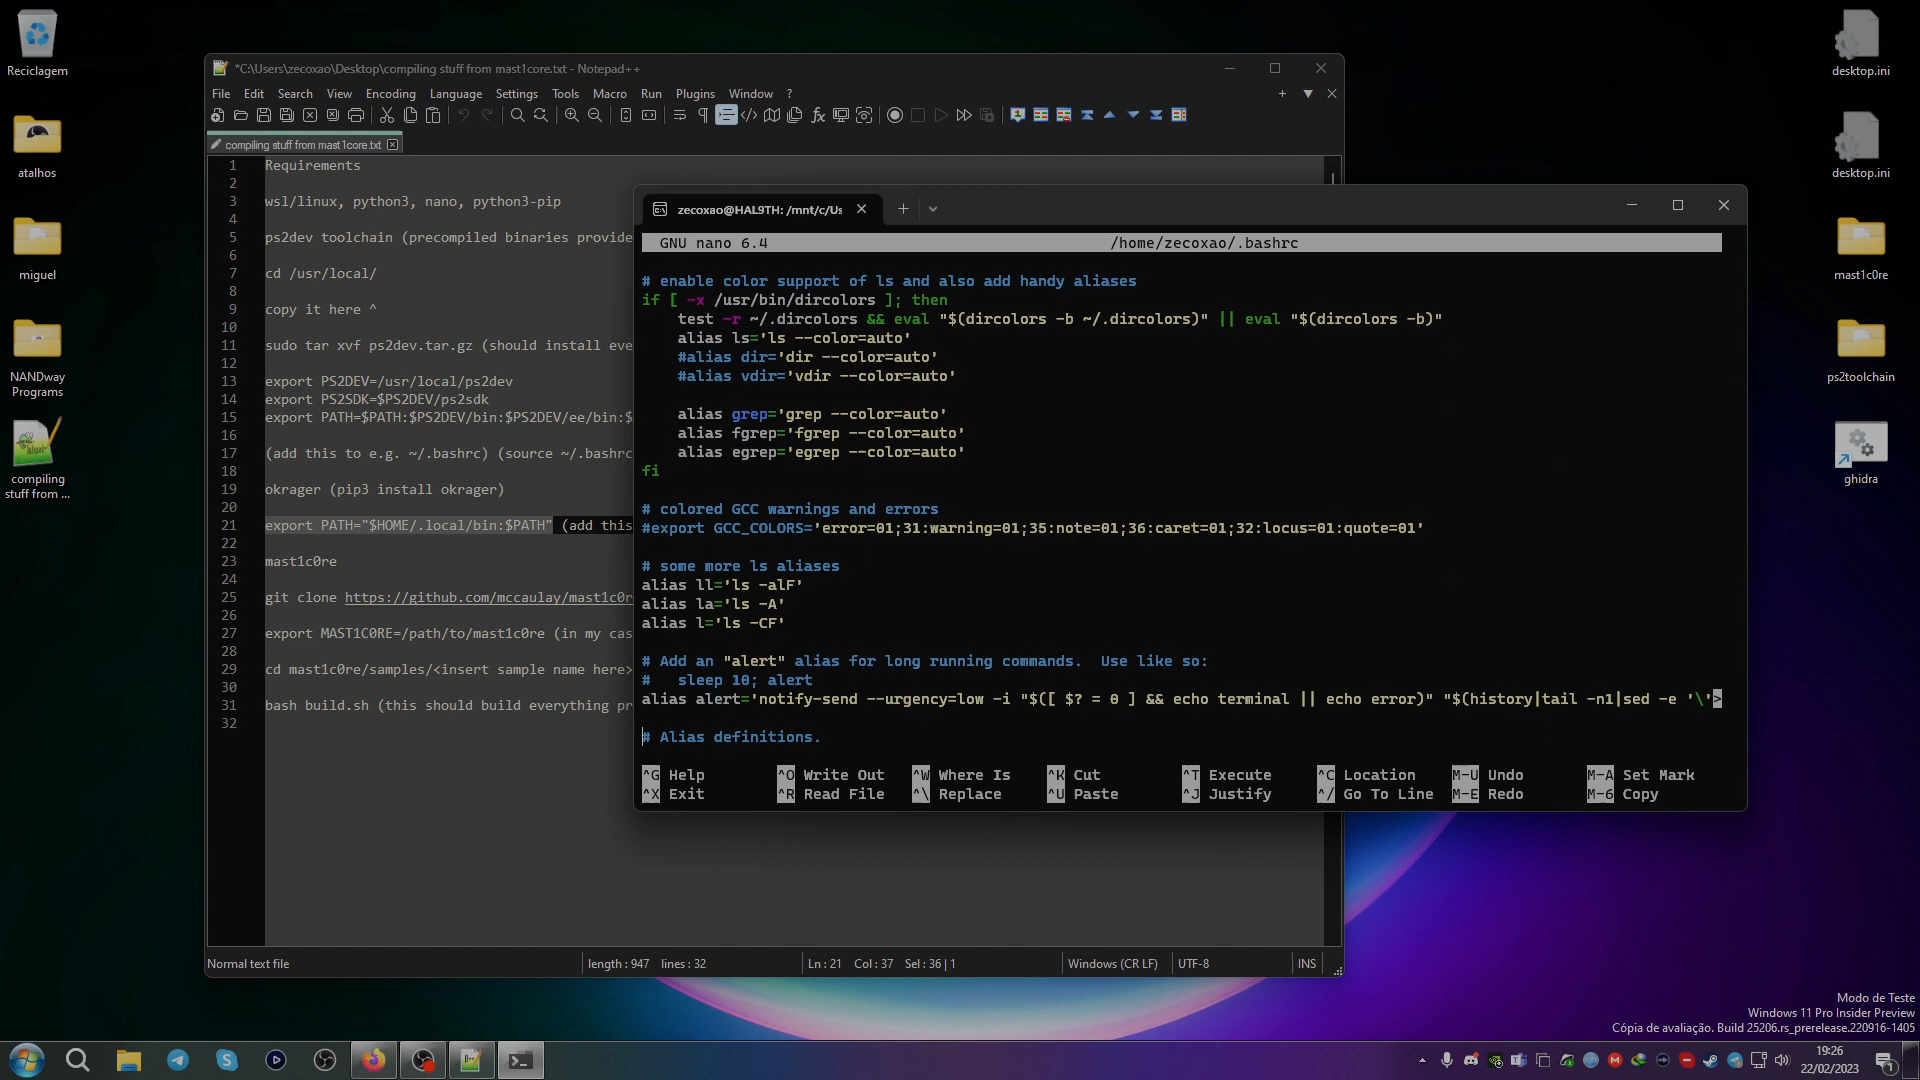 Reciclagem
atalhos
miguel
NANDway
Programs
compiling
stuff from ...
desktop.ini
desktop.ini
mast1c0re
ps2toolchain
ghidra
*C:\Users\zecoxao\Desktop\compiling stuff from mast1core.txt - Notepad++
File Edit Search View Encoding Language Settings Tools Macro Run Plugins Window ?
compiling stuff from mast1core.txt
1 Requirements
2
3 wsl/linux, python3, nano, python3-pip
4
5 ps2dev toolchain (precompiled binaries provide
6
7 cd /usr/local/
8
9 copy it here ^
10
11 sudo tar xvf ps2dev.tar.gz (should install eve
12
13 export PS2DEV=/usr/local/ps2dev
14 export PS2SDK=$PS2DEV/ps2sdk
15 export PATH=$PATH:$PS2DEV/bin:$PS2DEV/ee/bin:$
16
17 (add this to e.g. ~/.bashrc) (source ~/.bashrc
18
19 okrager (pip3 install okrager)
20
21 export PATH="$HOME/.local/bin:$PATH" (add this
22
23 mast1c0re
24
25 git clone https://github.com/mccaulay/mast1c0r
26
27 export MAST1C0RE=/path/to/mast1c0re (in my cas
28
29 cd mast1c0re/samples/<insert sample name here>
30
31 bash build.sh (this should build everything pr
32
Normal text file length : 947 lines : 32 Ln : 21 Col : 37 Sel : 36 | 1 Windows (CR LF) UTF-8 INS
zecoxao@HAL9TH: /mnt/c/Us
GNU nano 6.4 /home/zecoxao/.bashrc
# enable color support of ls and also add handy aliases
if [ -x /usr/bin/dircolors ]; then
test -r ~/.dircolors && eval "$(dircolors -b ~/.dircolors)" || eval "$(dircolors -b)"
alias ls='ls --color=auto'
#alias dir='dir --color=auto'
#alias vdir='vdir --color=auto'
alias grep='grep --color=auto'
alias fgrep='fgrep --color=auto'
alias egrep='egrep --color=auto'
fi
# colored GCC warnings and errors
#export GCC_COLORS='error=01;31:warning=01;35:note=01;36:caret=01;32:locus=01:quote=01'
# some more ls aliases
alias ll='ls -alF'
alias la='ls -A'
alias l='ls -CF'
# Add an "alert" alias for long running commands. Use like so:
# sleep 10; alert
alias alert='notify-send --urgency=low -i "$([ $? = 0 ] && echo terminal || echo error)" "$(history|tail -n1|sed -e '\'>
# Alias definitions.
^G Help ^O Write Out ^W Where Is ^K Cut ^T Execute ^C Location M-U Undo M-A Set Mark
^X Exit ^R Read File ^\ Replace ^U Paste ^J Justify ^/ Go To Line M-E Redo M-6 Copy
Modo de Teste
Windows 11 Pro Insider Preview
Cópia de avaliação. Build 25206.rs_prerelease.220916-1405
19:26
22/02/2023